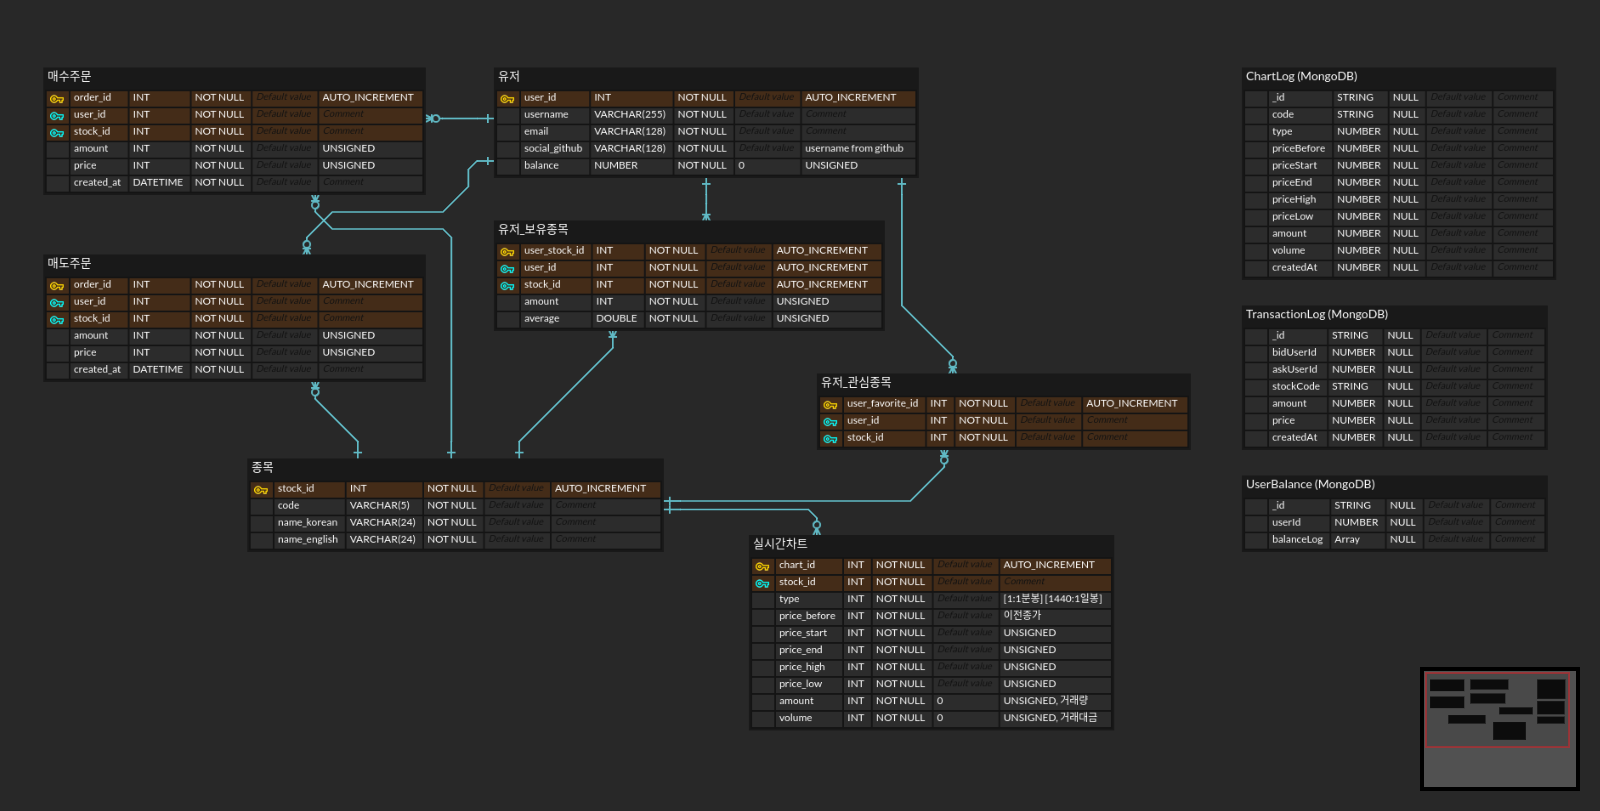 매수주문
order_id INT NOT NULL Default value AUTO_INCREMENT
user_id INT NOT NULL Default value Comment
stock_id INT NOT NULL Default value Comment
amount INT NOT NULL Default value UNSIGNED
price INT NOT NULL Default value UNSIGNED
created_at DATETIME NOT NULL Default value Comment
유저
user_id INT NOT NULL Default value AUTO_INCREMENT
username VARCHAR(255) NOT NULL Default value Comment
email VARCHAR(128) NOT NULL Default value Comment
social_github VARCHAR(128) NOT NULL Default value username from github
balance NUMBER NOT NULL 0 UNSIGNED
매도주문
order_id INT NOT NULL Default value AUTO_INCREMENT
user_id INT NOT NULL Default value Comment
stock_id INT NOT NULL Default value Comment
amount INT NOT NULL Default value UNSIGNED
price INT NOT NULL Default value UNSIGNED
created_at DATETIME NOT NULL Default value Comment
유저_보유종목
user_stock_id INT NOT NULL Default value AUTO_INCREMENT
user_id INT NOT NULL Default value AUTO_INCREMENT
stock_id INT NOT NULL Default value AUTO_INCREMENT
amount INT NOT NULL Default value UNSIGNED
average DOUBLE NOT NULL Default value UNSIGNED
유저_관심종목
user_favorite_id INT NOT NULL Default value AUTO_INCREMENT
user_id INT NOT NULL Default value Comment
stock_id INT NOT NULL Default value Comment
종목
stock_id INT NOT NULL Default value AUTO_INCREMENT
code VARCHAR(5) NOT NULL Default value Comment
name_korean VARCHAR(24) NOT NULL Default value Comment
name_english VARCHAR(24) NOT NULL Default value Comment
실시간차트
chart_id INT NOT NULL Default value AUTO_INCREMENT
stock_id INT NOT NULL Default value Comment
type INT NOT NULL Default value [1:1분봉] [1440:1일봉]
price_before INT NOT NULL Default value 이전종가
price_start INT NOT NULL Default value UNSIGNED
price_end INT NOT NULL Default value UNSIGNED
price_high INT NOT NULL Default value UNSIGNED
price_low INT NOT NULL Default value UNSIGNED
amount INT NOT NULL 0 UNSIGNED, 거래량
volume INT NOT NULL 0 UNSIGNED, 거래대금
ChartLog (MongoDB)
_id STRING NULL Default value Comment
code STRING NULL Default value Comment
type NUMBER NULL Default value Comment
priceBefore NUMBER NULL Default value Comment
priceStart NUMBER NULL Default value Comment
priceEnd NUMBER NULL Default value Comment
priceHigh NUMBER NULL Default value Comment
priceLow NUMBER NULL Default value Comment
amount NUMBER NULL Default value Comment
volume NUMBER NULL Default value Comment
createdAt NUMBER NULL Default value Comment
TransactionLog (MongoDB)
_id STRING NULL Default value Comment
bidUserId NUMBER NULL Default value Comment
askUserId NUMBER NULL Default value Comment
stockCode STRING NULL Default value Comment
amount NUMBER NULL Default value Comment
price NUMBER NULL Default value Comment
createdAt NUMBER NULL Default value Comment
UserBalance (MongoDB)
_id STRING NULL Default value Comment
userId NUMBER NULL Default value Comment
balanceLog Array NULL Default value Comment